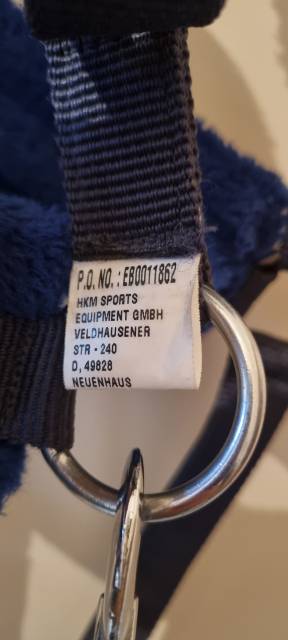 P.O. NO. : EB0011862
HKM SPORTS
EQUIPMENT GMBH
VELDHAUSENER
STR - 240
D, 49828
NEUENHAUS